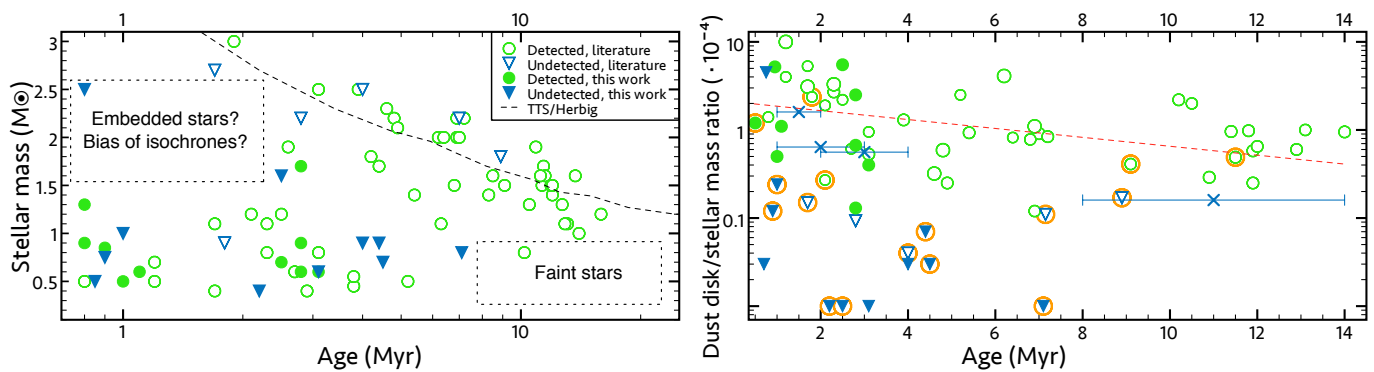 1 10
3
2.5
2
1.5
1
0.5
Stellar mass (M⊙)
Embedded stars?
Bias of isochrones?
Detected, literature
Undetected, literature
Detected, this work
Undetected, this work
TTS/Herbig
Faint stars
1 10
Age (Myr)
2 4 6 8 10 12 14
10
1
0.1
Dust disk/stellar mass ratio (·10⁻⁴)
2 4 6 8 10 12 14
Age (Myr)